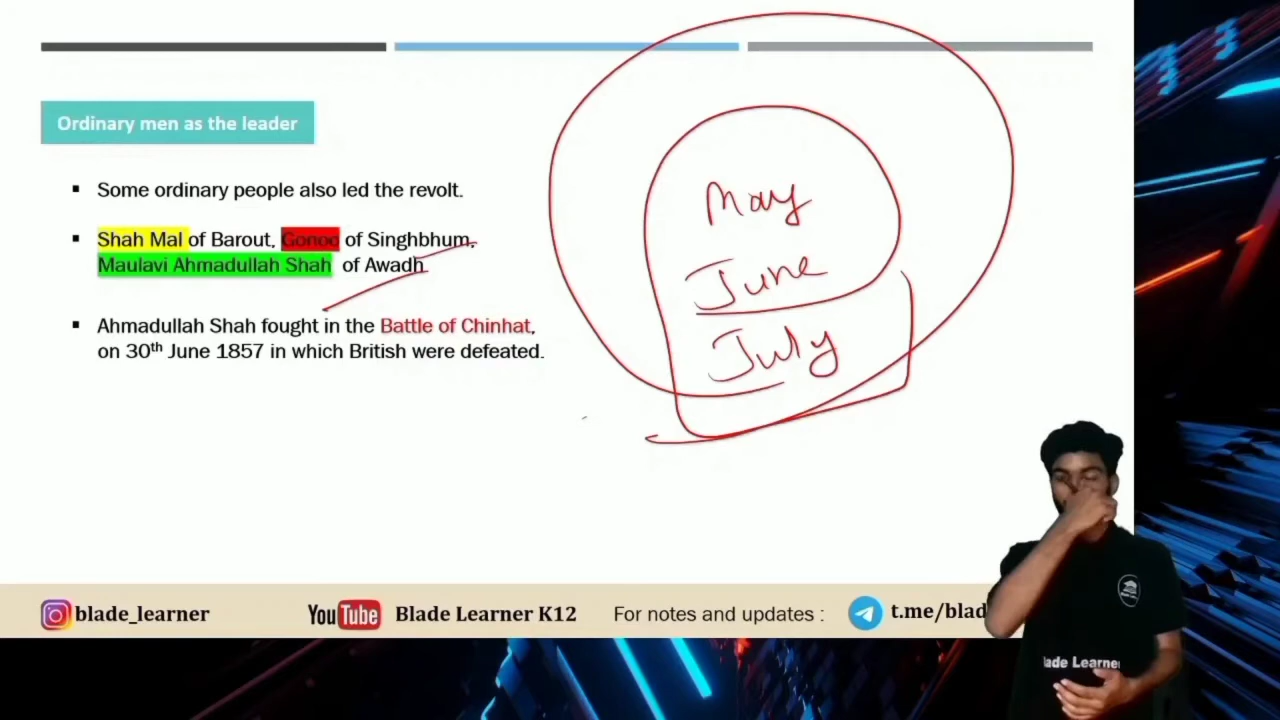 Ordinary men as the leader
Some ordinary people also led the revolt.
Shah Mal of Barout, Gonoo of Singhbhum,
Maulavi Ahmadullah Shah of Awadh
Ahmadullah Shah fought in the Battle of Chinhat,
on 30th June 1857 in which British were defeated.
May
June
July
blade_learner
YouTube Blade Learner K12
For notes and updates :
t.me/blad
lade Learner